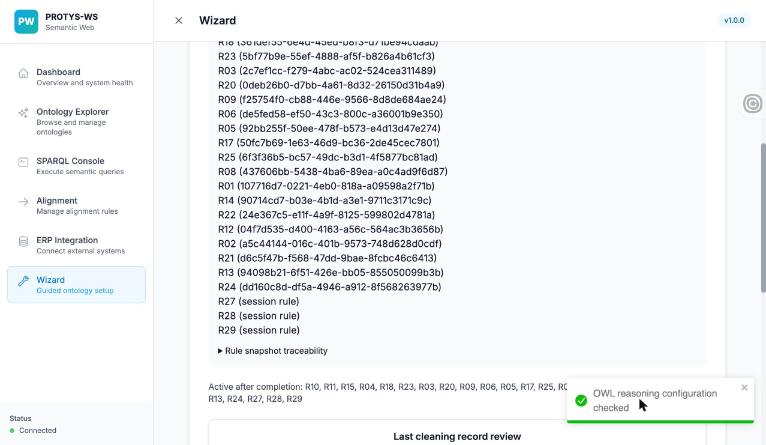 PW
PROTYS-WS
Semantic Web
Dashboard
Overview and system health
Ontology Explorer
Browse and manage
ontologies
SPARQL Console
Execute semantic queries
Alignment
Manage alignment rules
ERP Integration
Connect external systems
Wizard
Guided ontology setup
Status
Connected
Wizard
v1.0.0
R23 (5bf77b9e-55ef-4888-af5f-b826a4b61cf3)
R03 (2c7ef1cc-f279-4abc-ac02-524cea311489)
R20 (0deb26b0-d7bb-4a61-8d32-26150d31b4a9)
R09 (f25754f0-cb88-446e-9566-8d8de684ae24)
R06 (de5fed58-ef50-43c3-800c-a36001b9e350)
R05 (92bb255f-50ee-478f-b573-e4d13d47e274)
R17 (50fc7b69-1e63-46d9-bc36-2de45cec7801)
R25 (6f3f36b5-bc57-49dc-b3d1-4f5877bc81ad)
R08 (437606bb-5438-4ba6-89ea-a0c4ad9f6d87)
R01 (107716d7-0221-4eb0-818a-a09598a2f71b)
R14 (90714cd7-b03e-4b1d-a3e1-9711c3171c9c)
R22 (24e367c5-e11f-4a9f-8125-599802d4781a)
R12 (04f7d535-d400-4163-a56c-564ac3b3656b)
R02 (a5c44144-016c-401b-9573-748d628d0cdf)
R21 (d6c5f47b-f568-47dd-9bae-8fcbc46c6413)
R13 (94098b21-6f51-426e-bb05-855050099b3b)
R24 (dd160c8d-df5a-4946-a912-8f568263977b)
R27 (session rule)
R28 (session rule)
R29 (session rule)
Rule snapshot traceability
Active after completion: R10, R11, R15, R04, R18, R23, R03, R20, R09, R06, R05, R17, R25,
R13, R24, R27, R28, R29
OWL reasoning configuration
checked
Last cleaning record review